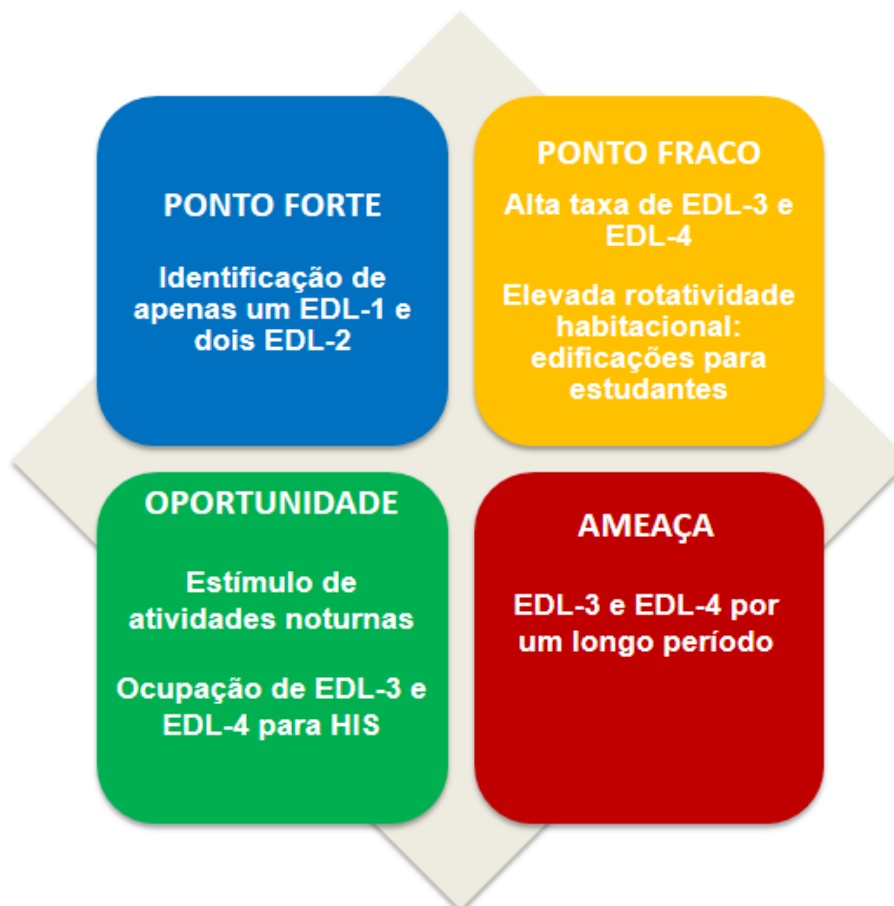 PONTO FORTE
Identificação de
apenas um EDL-1 e
dois EDL-2
PONTO FRACO
Alta taxa de EDL-3 e
EDL-4
Elevada rotatividade
habitacional:
edificações para
estudantes
OPORTUNIDADE
Estímulo de
atividades noturnas
Ocupação de EDL-3 e
EDL-4 para HIS
AMEAÇA
EDL-3 e EDL-4 por
um longo período